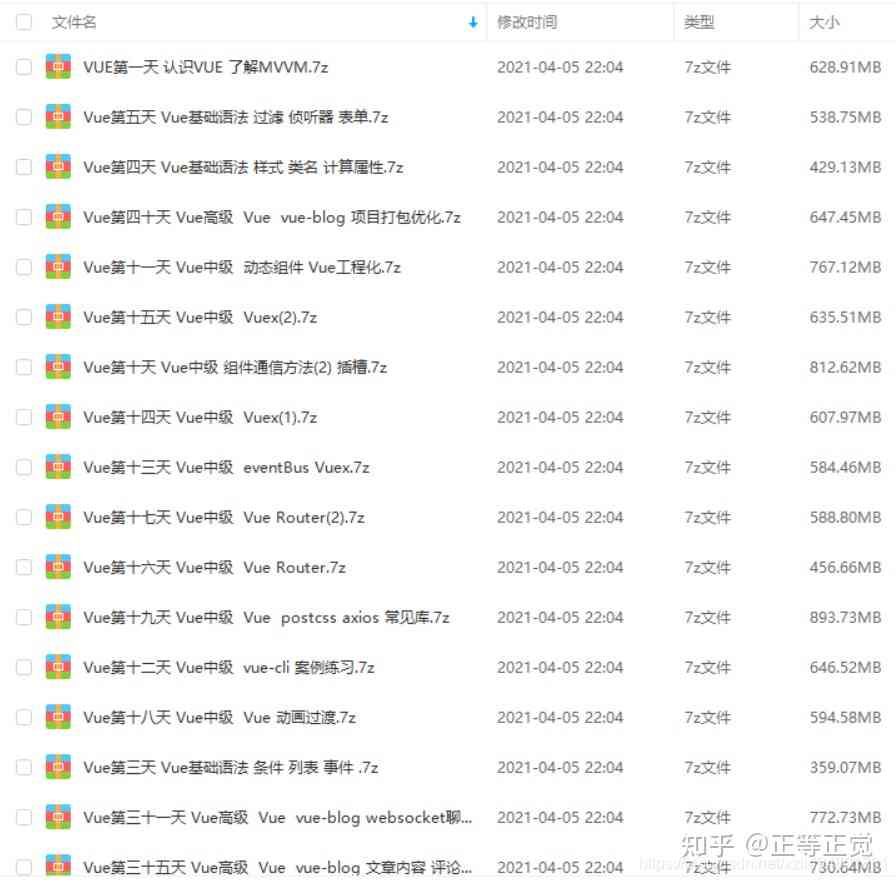 文件名 修改时间 类型 大小
VUE第一天 认识VUE 了解MVVM.7z 2021-04-05 22:04 7z文件 628.91MB
Vue第五天 Vue基础语法 过滤 侦听器 表单.7z 2021-04-05 22:04 7z文件 538.75MB
Vue第四天 Vue基础语法 样式 类名 计算属性.7z 2021-04-05 22:04 7z文件 429.13MB
Vue第四十天 Vue高级 Vue vue-blog 项目打包优化.7z 2021-04-05 22:04 7z文件 647.45MB
Vue第十一天 Vue中级 动态组件 Vue工程化.7z 2021-04-05 22:04 7z文件 767.12MB
Vue第十五天 Vue中级 Vuex(2).7z 2021-04-05 22:04 7z文件 635.51MB
Vue第十天 Vue中级 组件通信方法(2) 插槽.7z 2021-04-05 22:04 7z文件 812.62MB
Vue第十四天 Vue中级 Vuex(1).7z 2021-04-05 22:04 7z文件 607.97MB
Vue第十三天 Vue中级 eventBus Vuex.7z 2021-04-05 22:04 7z文件 584.46MB
Vue第十七天 Vue中级 Vue Router(2).7z 2021-04-05 22:04 7z文件 588.80MB
Vue第十六天 Vue中级 Vue Router.7z 2021-04-05 22:04 7z文件 456.66MB
Vue第十九天 Vue中级 Vue postcss axios 常见库.7z 2021-04-05 22:04 7z文件 893.73MB
Vue第十二天 Vue中级 vue-cli 案例练习.7z 2021-04-05 22:04 7z文件 646.52MB
Vue第十八天 Vue中级 Vue 动画过渡.7z 2021-04-05 22:04 7z文件 594.58MB
Vue第三天 Vue基础语法 条件 列表 事件 .7z 2021-04-05 22:04 7z文件 359.07MB
Vue第三十一天 Vue高级 Vue vue-blog websocket聊... 2021-04-05 22:04 7z文件 772.73MB
知乎 @正等正觉
Vue第三十五天 Vue高级 Vue vue-blog 文章内容 评论... 2021-04-05 22:04 7z文件 730.64MB